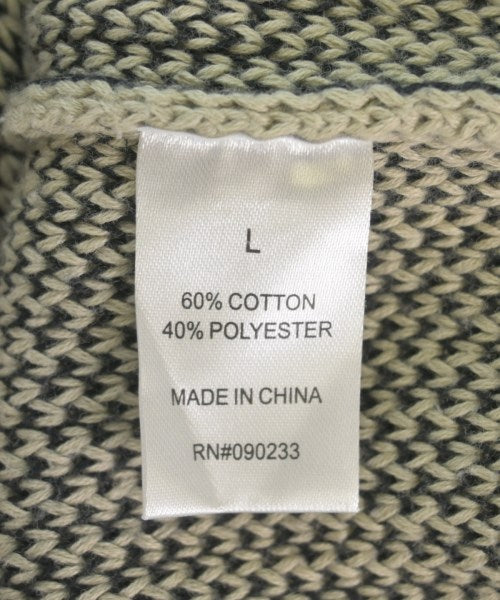 L
60% COTTON
40% POLYESTER
MADE IN CHINA
RN#090233